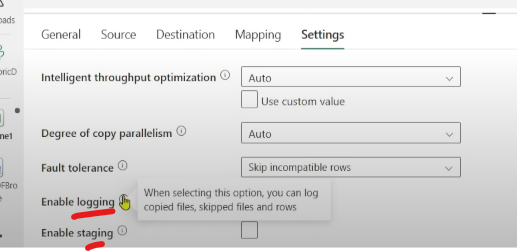 oads
General Source Destination Mapping Settings
Intelligent throughput optimization Auto
Use custom value
bricD
Degree of copy parallelism Auto
ne1
Fault tolerance Skip incompatible rows
When selecting this option, you can log
copied files, skipped files and rows
Enable logging
OFBro
e
Enable staging